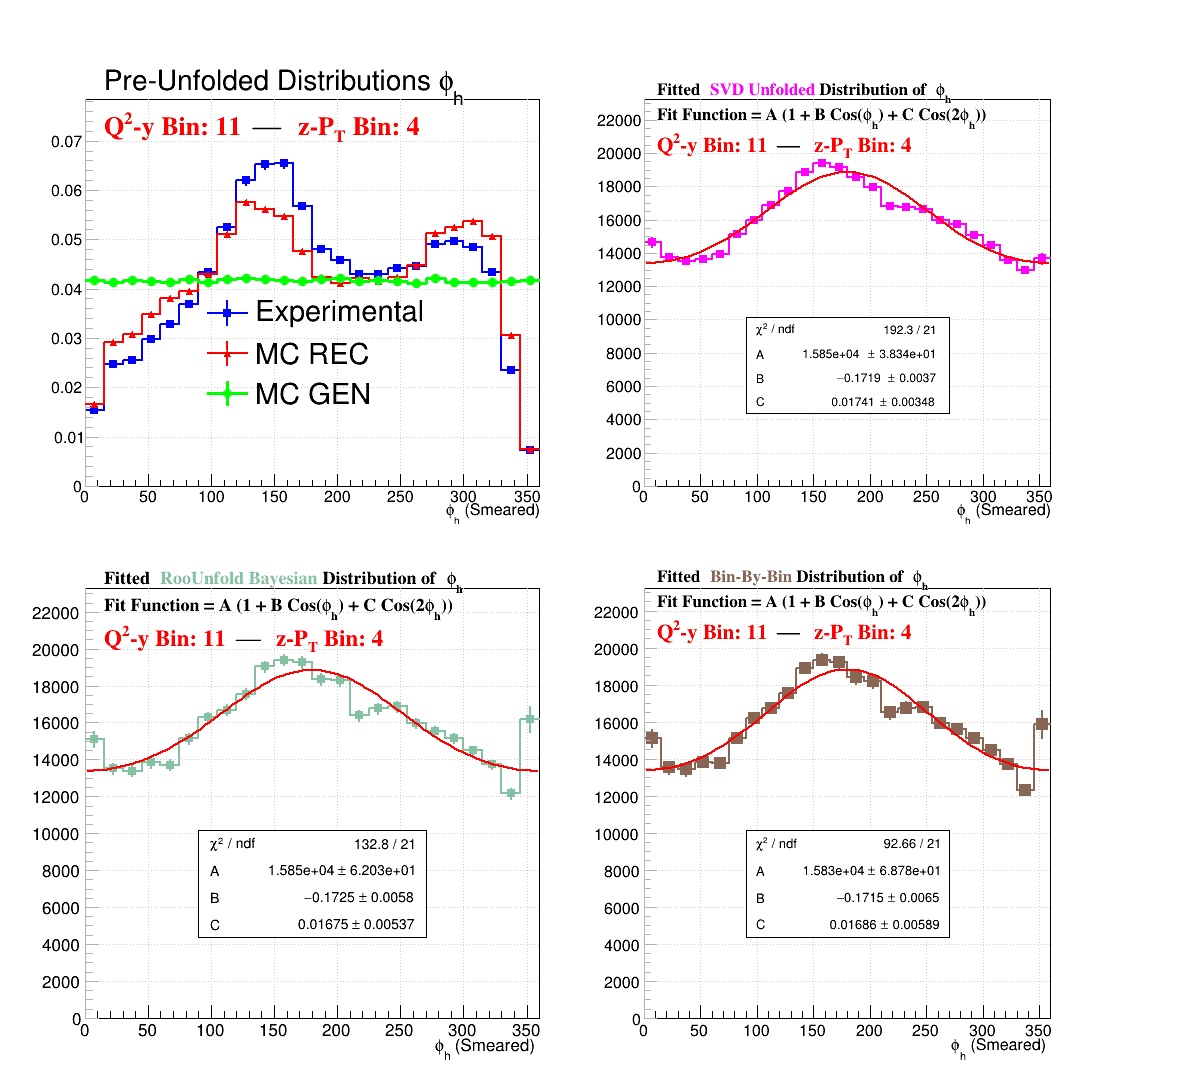 Pre-Unfolded Distributions ϕh
Q²-y Bin: 11 — z-PT Bin: 4
0.07
0.06
0.05
0.04
0.03
0.02
0.01
0
Experimental
MC REC
MC GEN
0 50 100 150 200 250 300 350
ϕh (Smeared)
Fitted SVD Unfolded Distribution of ϕh
Fit Function = A (1 + B Cos(ϕh) + C Cos(2ϕh))
Q²-y Bin: 11 — z-PT Bin: 4
22000
20000
18000
16000
14000
12000
10000
8000
6000
4000
2000
0
χ² / ndf 192.3 / 21
A 1.585e+04 ± 3.834e+01
B −0.1719 ± 0.0037
C 0.01741 ± 0.00348
0 50 100 150 200 250 300 350
ϕh (Smeared)
Fitted RooUnfold Bayesian Distribution of ϕh
Fit Function = A (1 + B Cos(ϕh) + C Cos(2ϕh))
Q²-y Bin: 11 — z-PT Bin: 4
22000
20000
18000
16000
14000
12000
10000
8000
6000
4000
2000
0
χ² / ndf 132.8 / 21
A 1.585e+04 ± 6.203e+01
B −0.1725 ± 0.0058
C 0.01675 ± 0.00537
0 50 100 150 200 250 300 350
ϕh (Smeared)
Fitted Bin-By-Bin Distribution of ϕh
Fit Function = A (1 + B Cos(ϕh) + C Cos(2ϕh))
Q²-y Bin: 11 — z-PT Bin: 4
22000
20000
18000
16000
14000
12000
10000
8000
6000
4000
2000
0
χ² / ndf 92.66 / 21
A 1.583e+04 ± 6.878e+01
B −0.1715 ± 0.0065
C 0.01686 ± 0.00589
0 50 100 150 200 250 300 350
ϕh (Smeared)